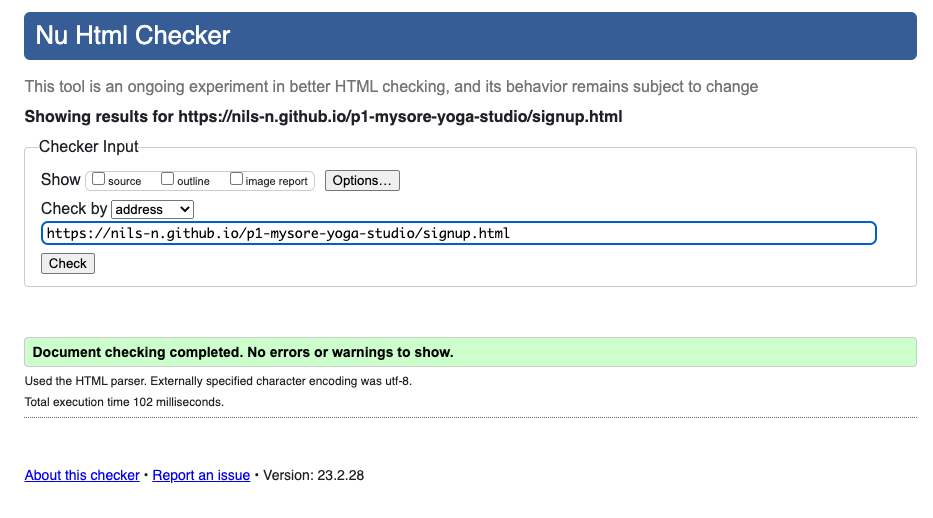 Nu Html Checker
This tool is an ongoing experiment in better HTML checking, and its behavior remains subject to change
Showing results for https://nils-n.github.io/p1-mysore-yoga-studio/signup.html
Checker Input
Show source outline image report Options…
Check by address
https://nils-n.github.io/p1-mysore-yoga-studio/signup.html
Check
Document checking completed. No errors or warnings to show.
Used the HTML parser. Externally specified character encoding was utf-8.
Total execution time 102 milliseconds.
About this checker • Report an issue • Version: 23.2.28